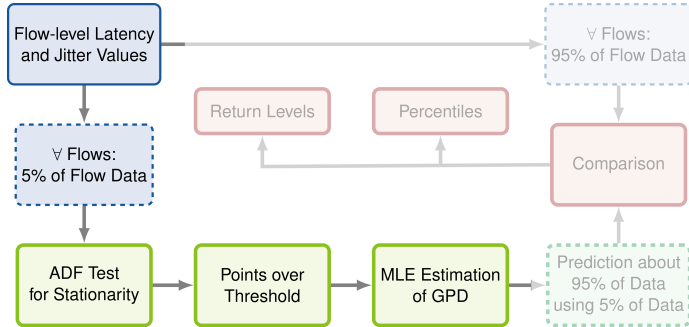 Flow-level Latency
and Jitter Values
∀ Flows:
95% of Flow Data
Return Levels
Percentiles
∀ Flows:
5% of Flow Data
Comparison
ADF Test
for Stationarity
Points over
Threshold
MLE Estimation
of GPD
Prediction about
95% of Data
using 5% of Data